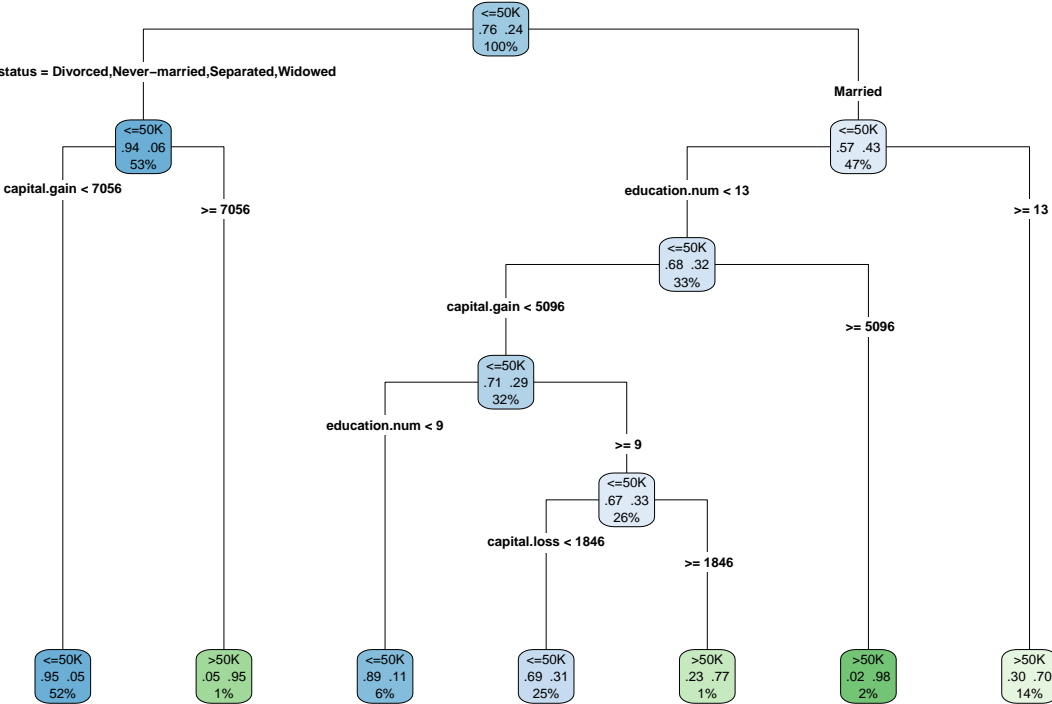 <=50K
.76 .24
100%
status = Divorced,Never−married,Separated,Widowed
Married
<=50K
.94 .06
53%
<=50K
.57 .43
47%
capital.gain < 7056
>= 7056
education.num < 13
>= 13
<=50K
.68 .32
33%
capital.gain < 5096
>= 5096
<=50K
.71 .29
32%
education.num < 9
>= 9
<=50K
.67 .33
26%
capital.loss < 1846
>= 1846
<=50K
.95 .05
52%
>50K
.05 .95
1%
<=50K
.89 .11
6%
<=50K
.69 .31
25%
>50K
.23 .77
1%
>50K
.02 .98
2%
>50K
.30 .70
14%